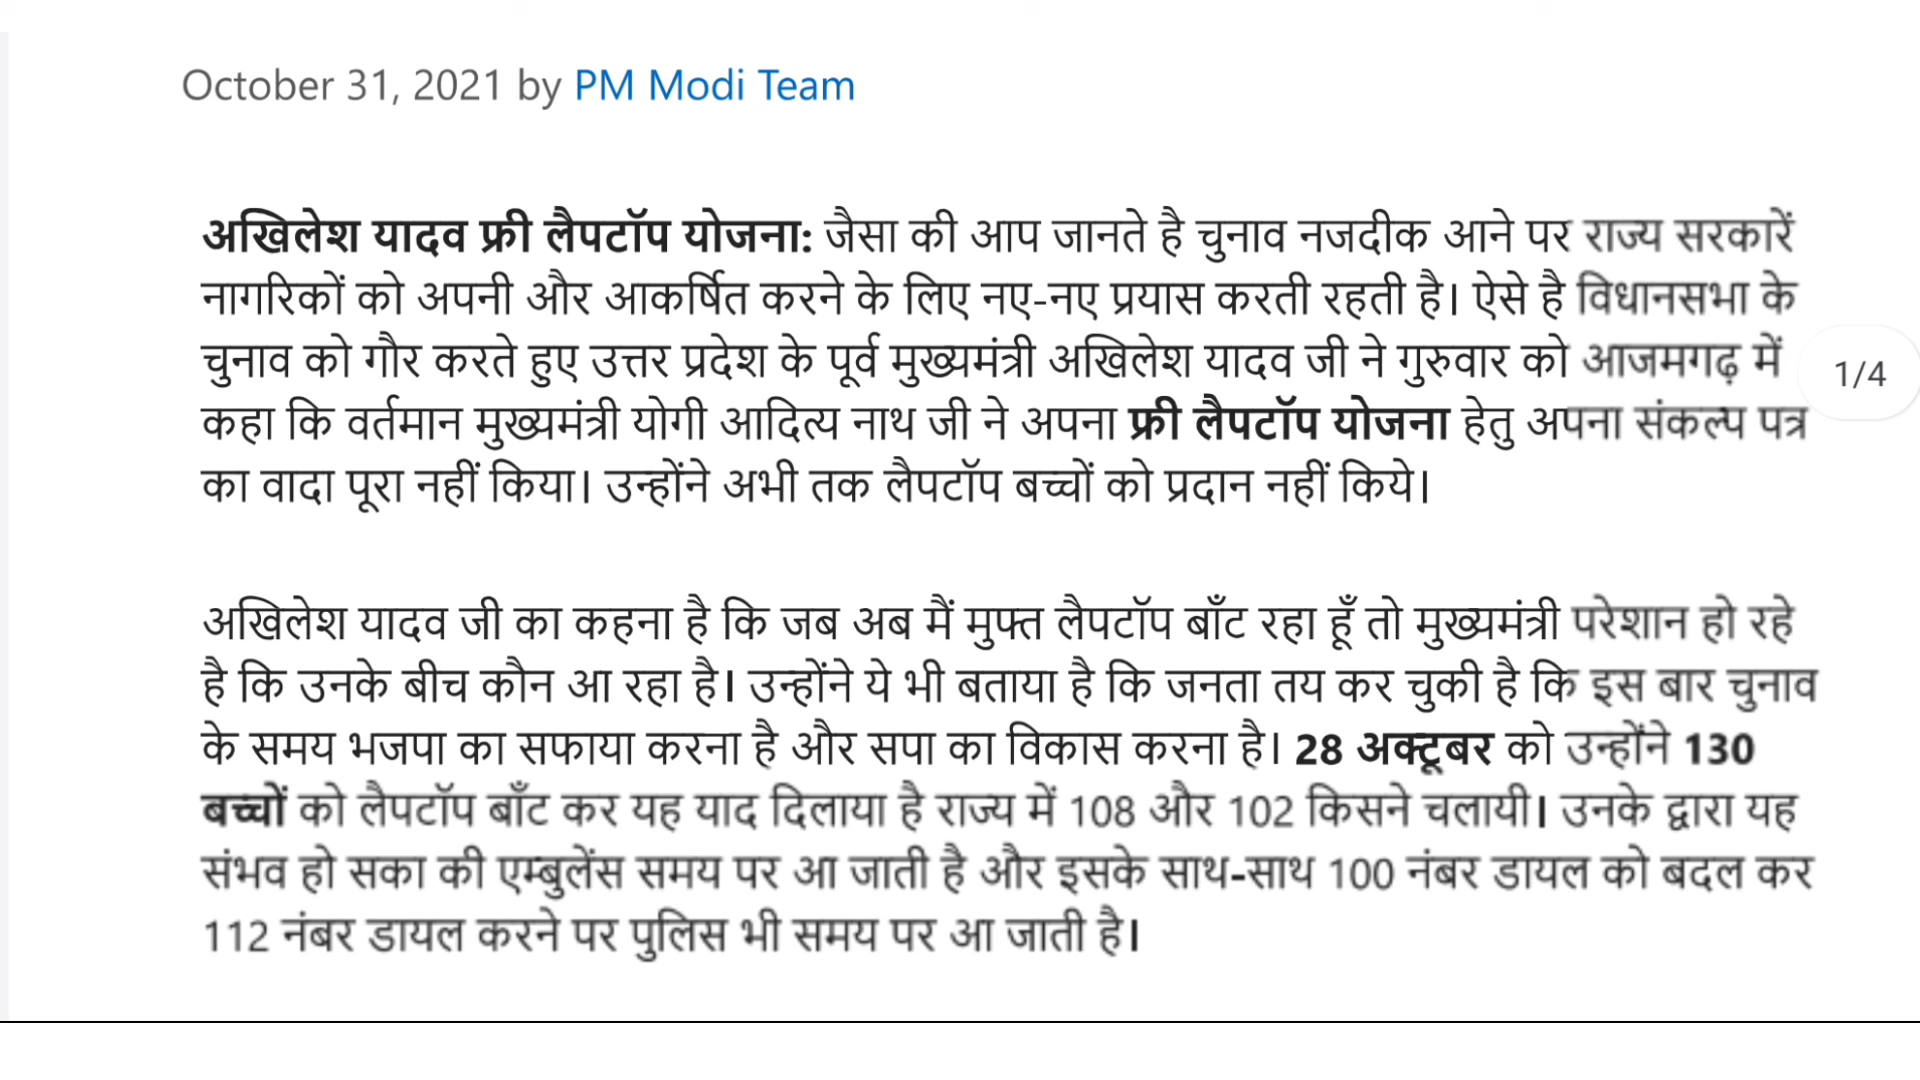 October 31, 2021 by PM Modi Team
अखिलेश यादव फ्री लैपटॉप योजना: जैसा की आप जानते है चुनाव नजदीक आने पर राज्य सरकारें
नागरिकों को अपनी और आकर्षित करने के लिए नए-नए प्रयास करती रहती है। ऐसे है विधानसभा के
चुनाव को गौर करते हुए उत्तर प्रदेश के पूर्व मुख्यमंत्री अखिलेश यादव जी ने गुरुवार को आजमगढ़ में
1/4
कहा कि वर्तमान मुख्यमंत्री योगी आदित्य नाथ जी ने अपना फ्री लैपटॉप योजना हेतु अपना संकल्प पत्र
का वादा पूरा नहीं किया। उन्होंने अभी तक लैपटॉप बच्चों को प्रदान नहीं किये।
अखिलेश यादव जी का कहना है कि जब अब मैं मुफ्त लैपटॉप बाँट रहा हूँ तो मुख्यमंत्री परेशान हो रहे
है कि उनके बीच कौन आ रहा है। उन्होंने ये भी बताया है कि जनता तय कर चुकी है कि इस बार चुनाव
के समय भजपा का सफाया करना है और सपा का विकास करना है। 28 अक्टूबर को उन्होंने 130
बच्चों को लैपटॉप बाँट कर यह याद दिलाया है राज्य में 108 और 102 किसने चलायी। उनके द्वारा यह
संभव हो सका की एम्बुलेंस समय पर आ जाती है और इसके साथ-साथ 100 नंबर डायल को बदल कर
112 नंबर डायल करने पर पुलिस भी समय पर आ जाती है।